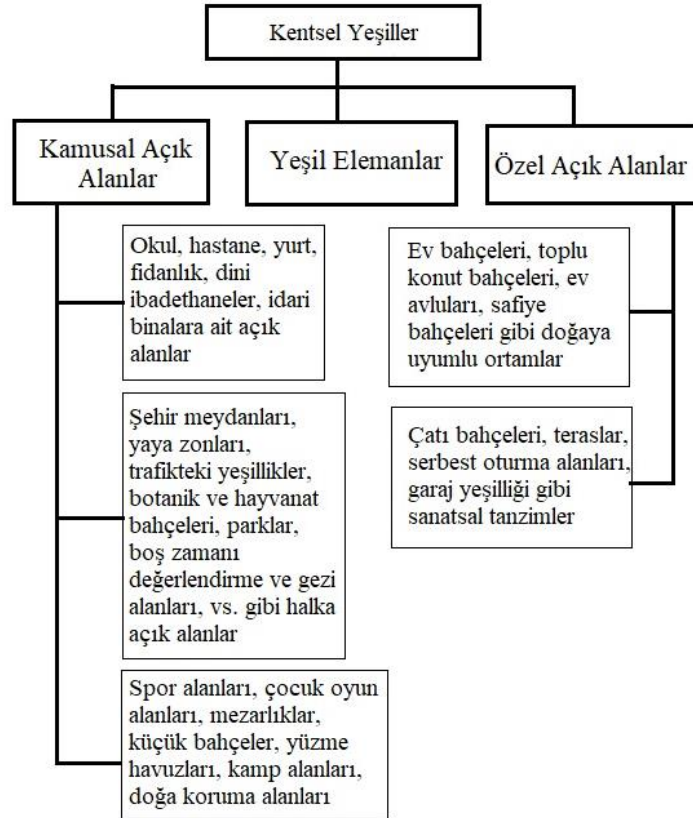 Kentsel Yeşiller
Kamusal Açık
Alanlar
Yeşil Elemanlar
Özel Açık Alanlar
Okul, hastane, yurt,
fidanlık, dini
ibadethaneler, idari
binalara ait açık
alanlar
Şehir meydanları,
yaya zonları,
trafikteki yeşillikler,
botanik ve hayvanat
bahçeleri, parklar,
boş zamanı
değerlendirme ve gezi
alanları, vs. gibi halka
açık alanlar
Spor alanları, çocuk oyun
alanları, mezarlıklar,
küçük bahçeler, yüzme
havuzları, kamp alanları,
doğa koruma alanları
Ev bahçeleri, toplu
konut bahçeleri, ev
avluları, safiye
bahçeleri gibi doğaya
uyumlu ortamlar
Çatı bahçeleri, teraslar,
serbest oturma alanları,
garaj yeşilliği gibi
sanatsal tanzimler